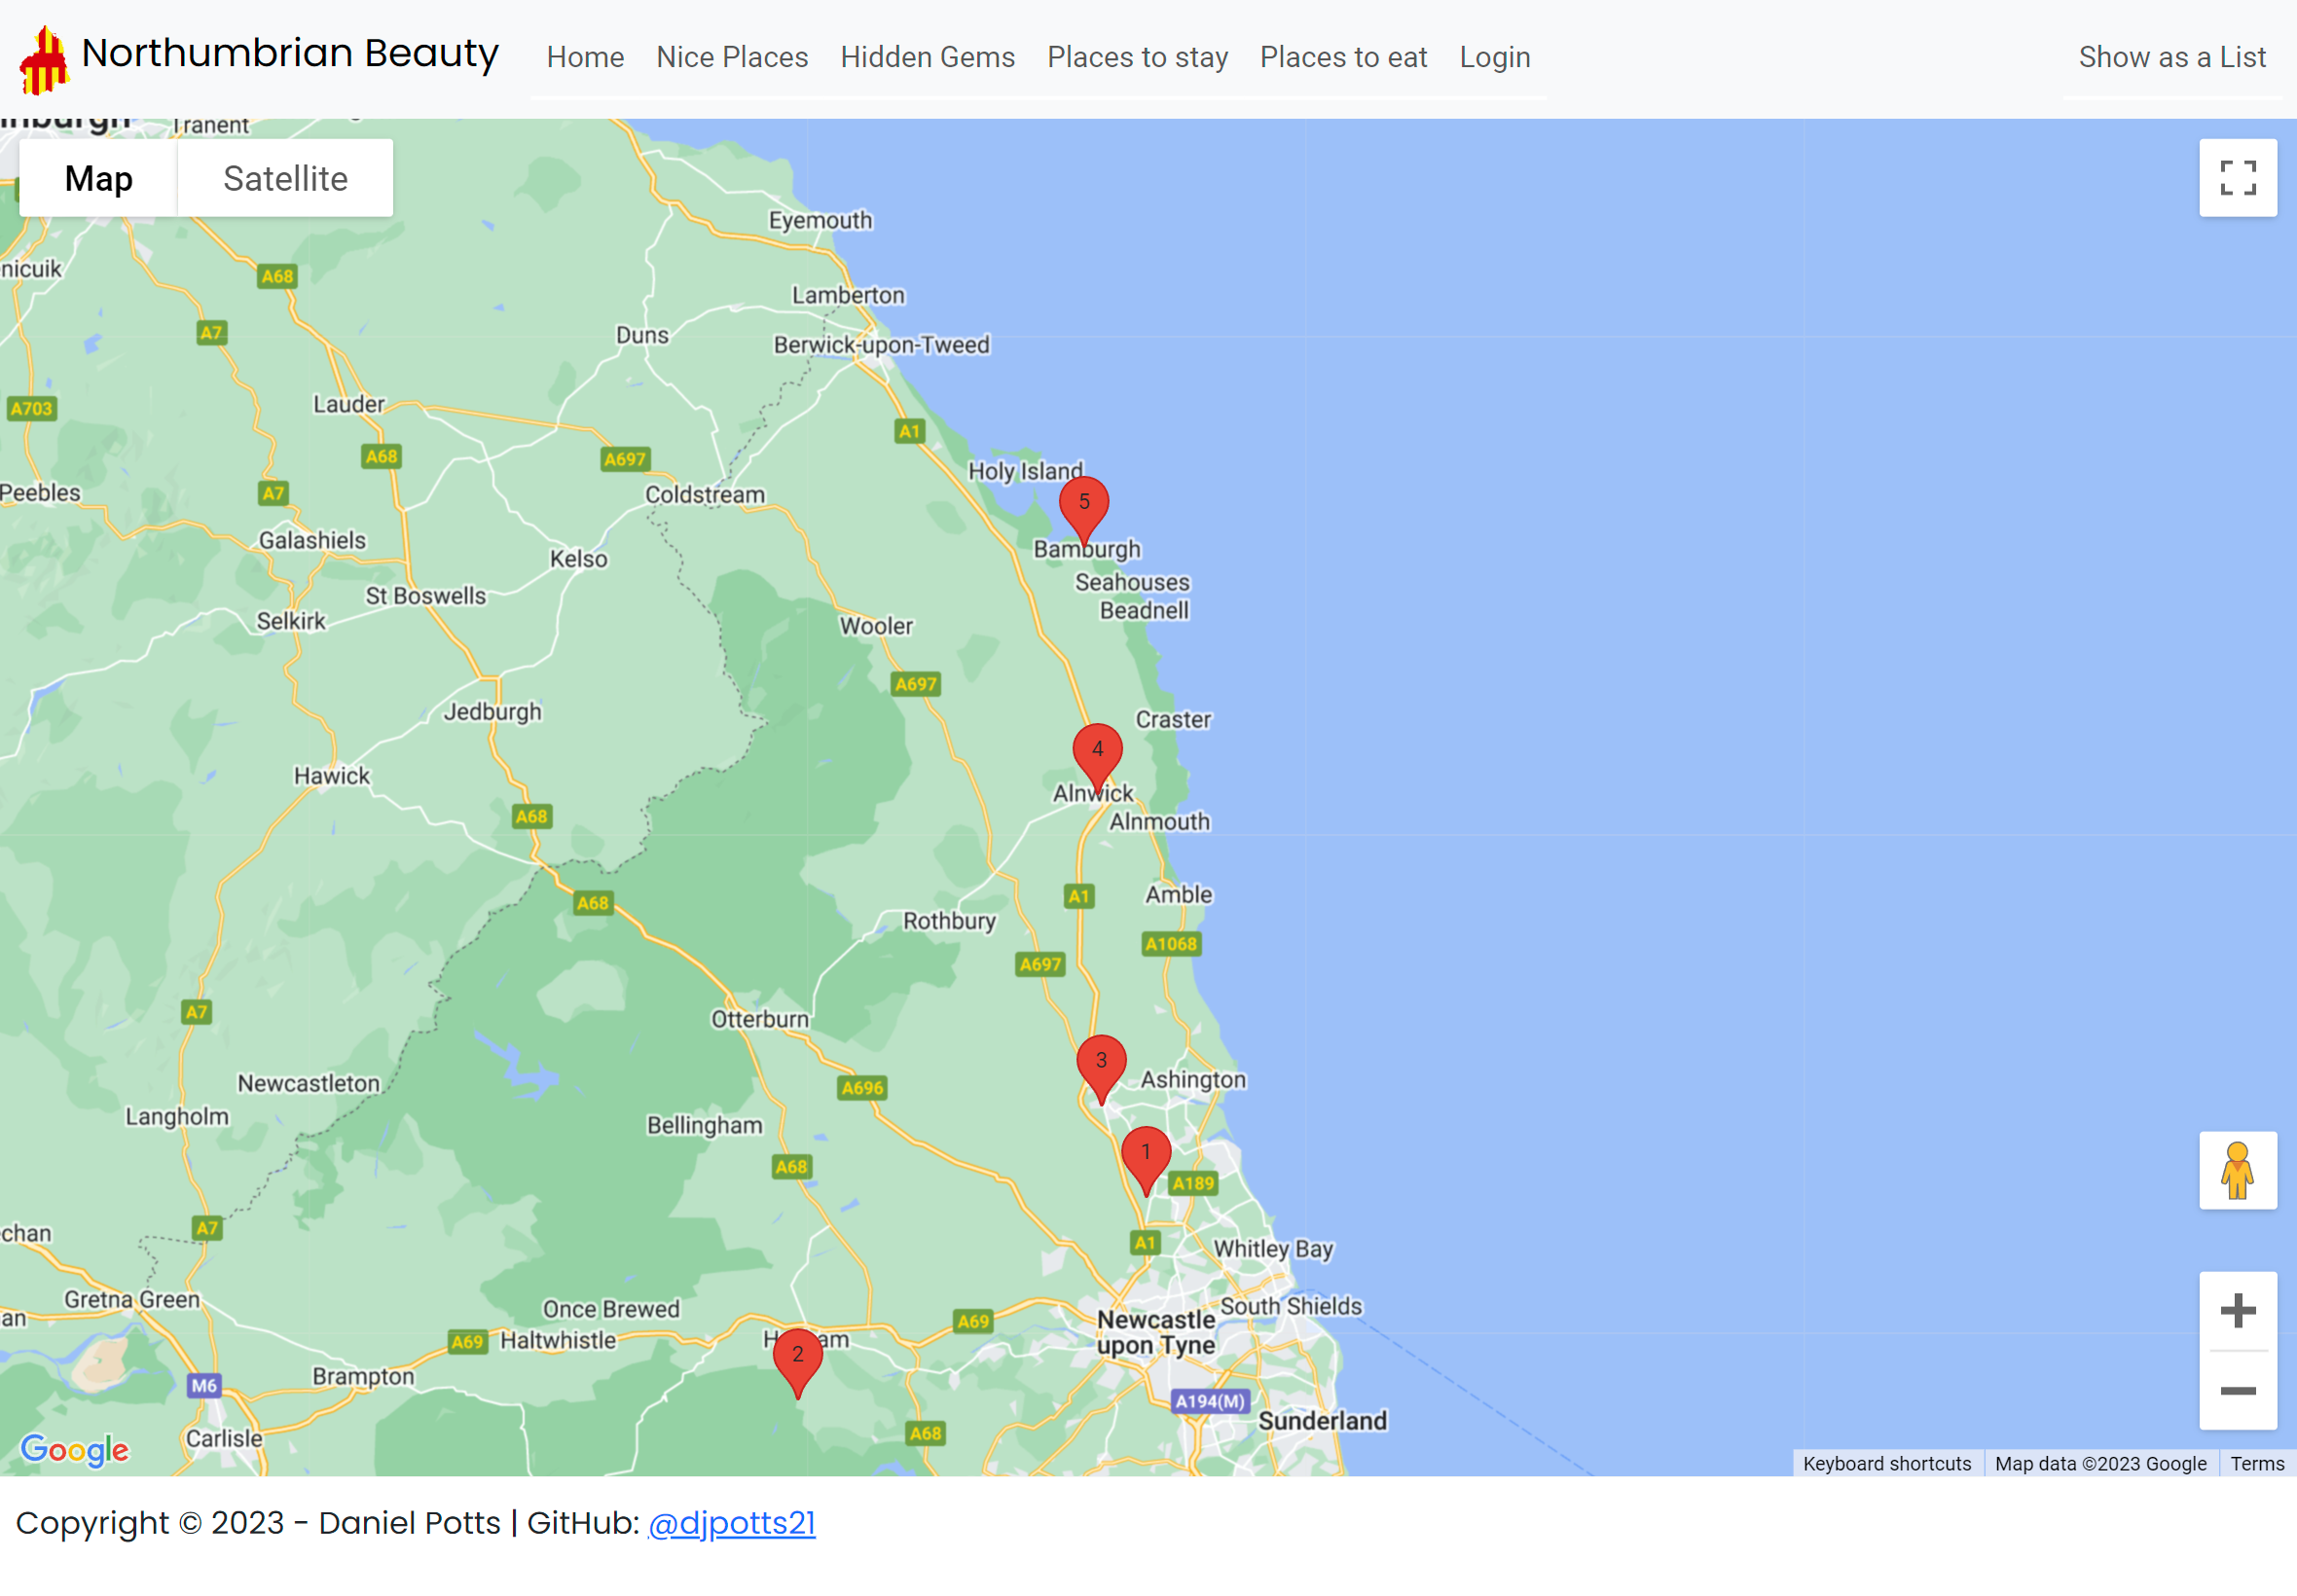 Northumbrian Beauty
Home Nice Places Hidden Gems Places to stay Places to eat Login
Show as a List
Tranent
Map Satellite
Eyemouth
nicuik
A68
Lamberton
A7
Duns
Berwick-upon-Tweed
Lauder
A703
A1
A68
A697
Holy Island
Peebles
A7
Coldstream
5
Galashiels
Kelso
Bamburgh
Seahouses
St Boswells
Beadnell
Selkirk
Wooler
A697
Jedburgh
Craster
4
Hawick
Alnwick
A68
Alnmouth
A68
A1
Amble
Rothbury
A1068
A697
A7
Otterburn
3
Newcastleton
A696
Ashington
Langholm
Bellingham
1
A68
A189
A7
chan
A1
Whitley Bay
Gretna Green
Once Brewed
South Shields
an
A69
Haltwhistle
A69
Newcastle
upon Tyne
H am
2
Brampton
M6
A194(M)
Sunderland
Carlisle
A68
Google
Keyboard shortcuts Map data ©2023 Google Terms
Copyright © 2023 - Daniel Potts | GitHub: @djpotts21